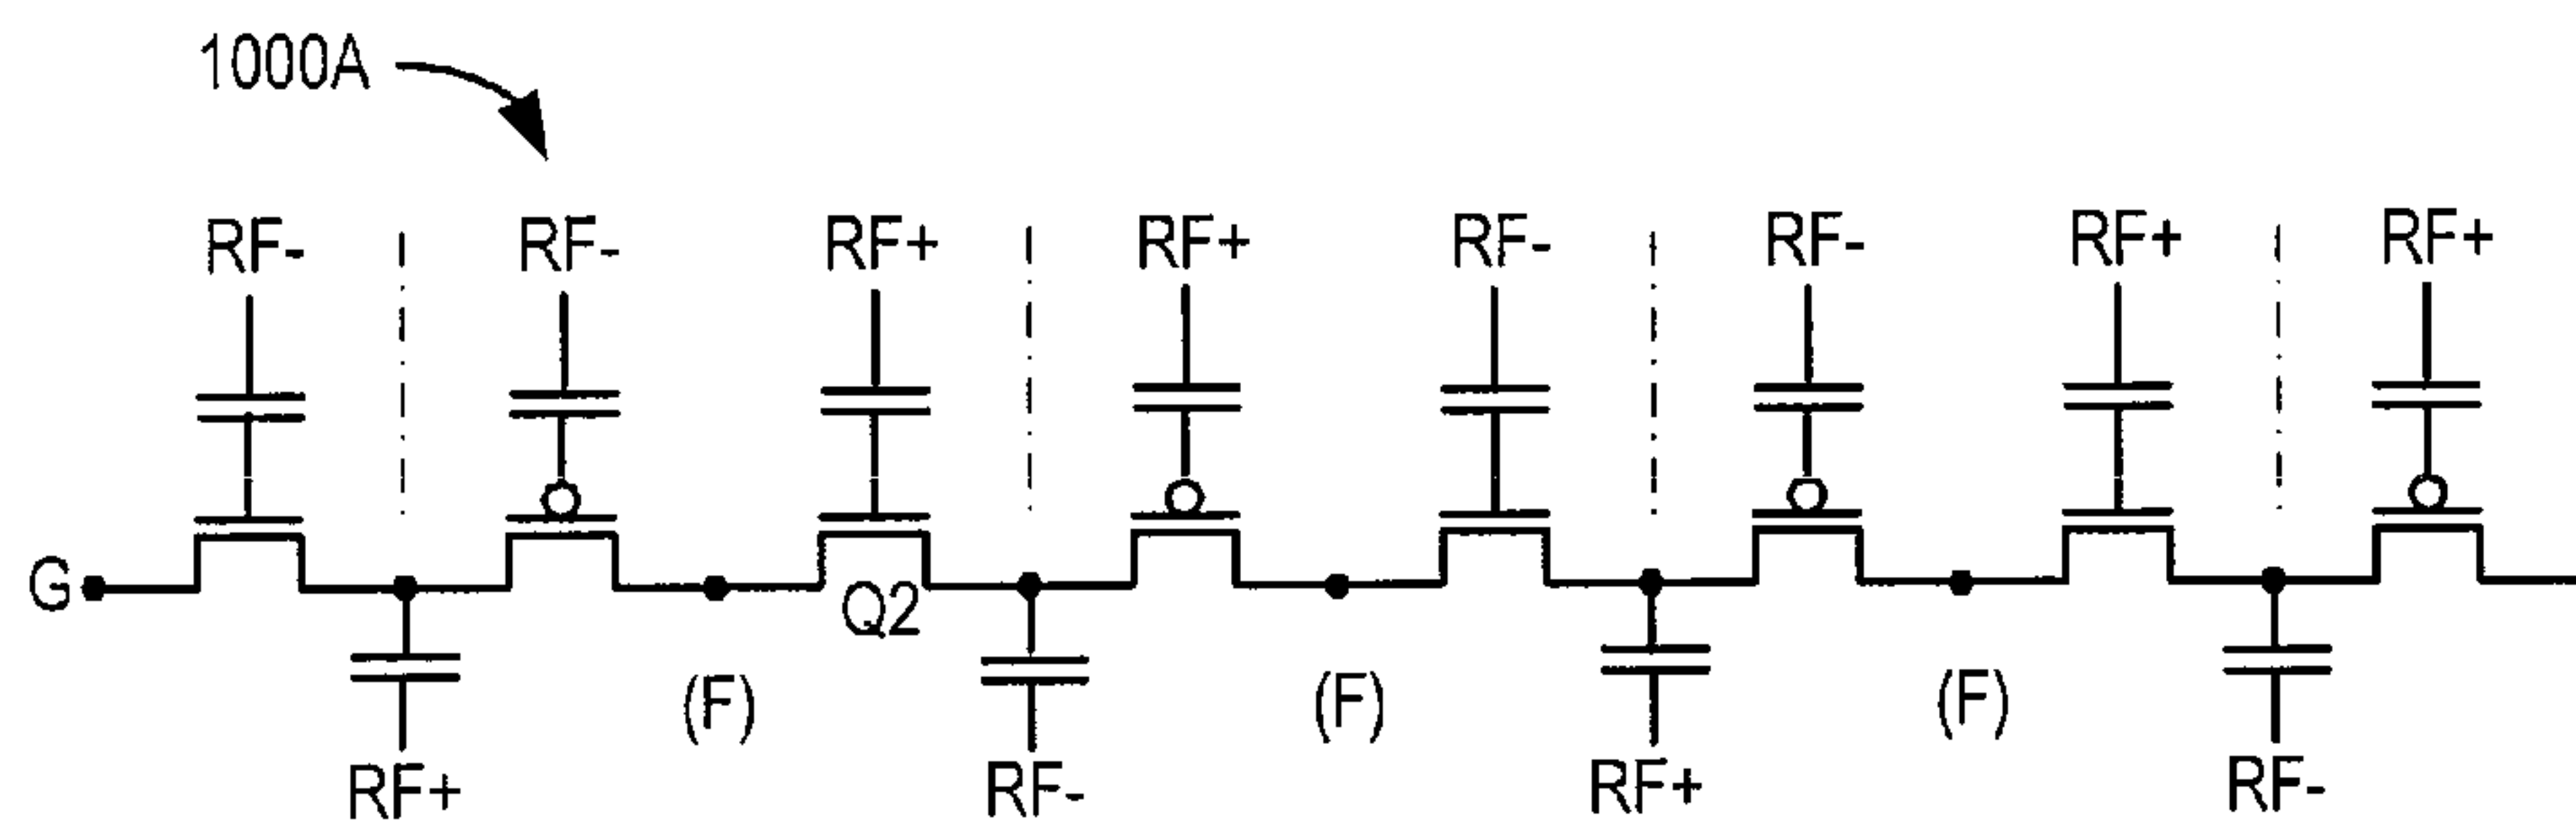 1000A
RF- RF- RF+ RF+ RF- RF- RF+ RF+
G
Q2
(F) (F) (F)
RF+ RF- RF+ RF-